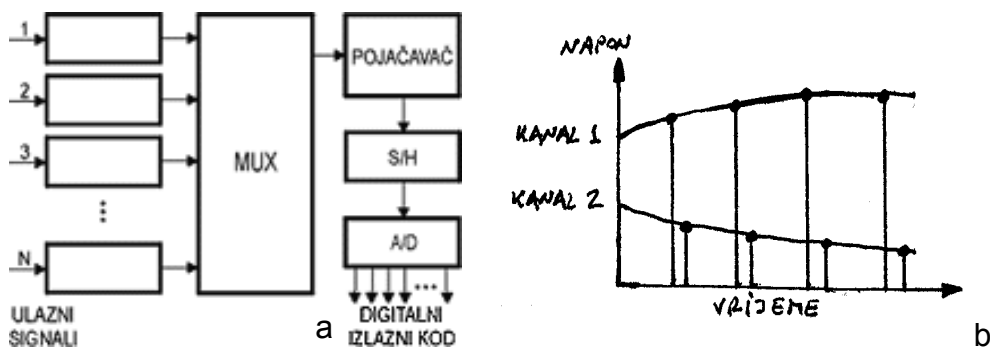 1
2
3
N
MUX
POJAČAVAČ
S/H
A/D
ULAZNI
SIGNALI
DIGITALNI
IZLAZNI KOD
a
NAPON
KANAL 1
KANAL 2
VRIJEME
b